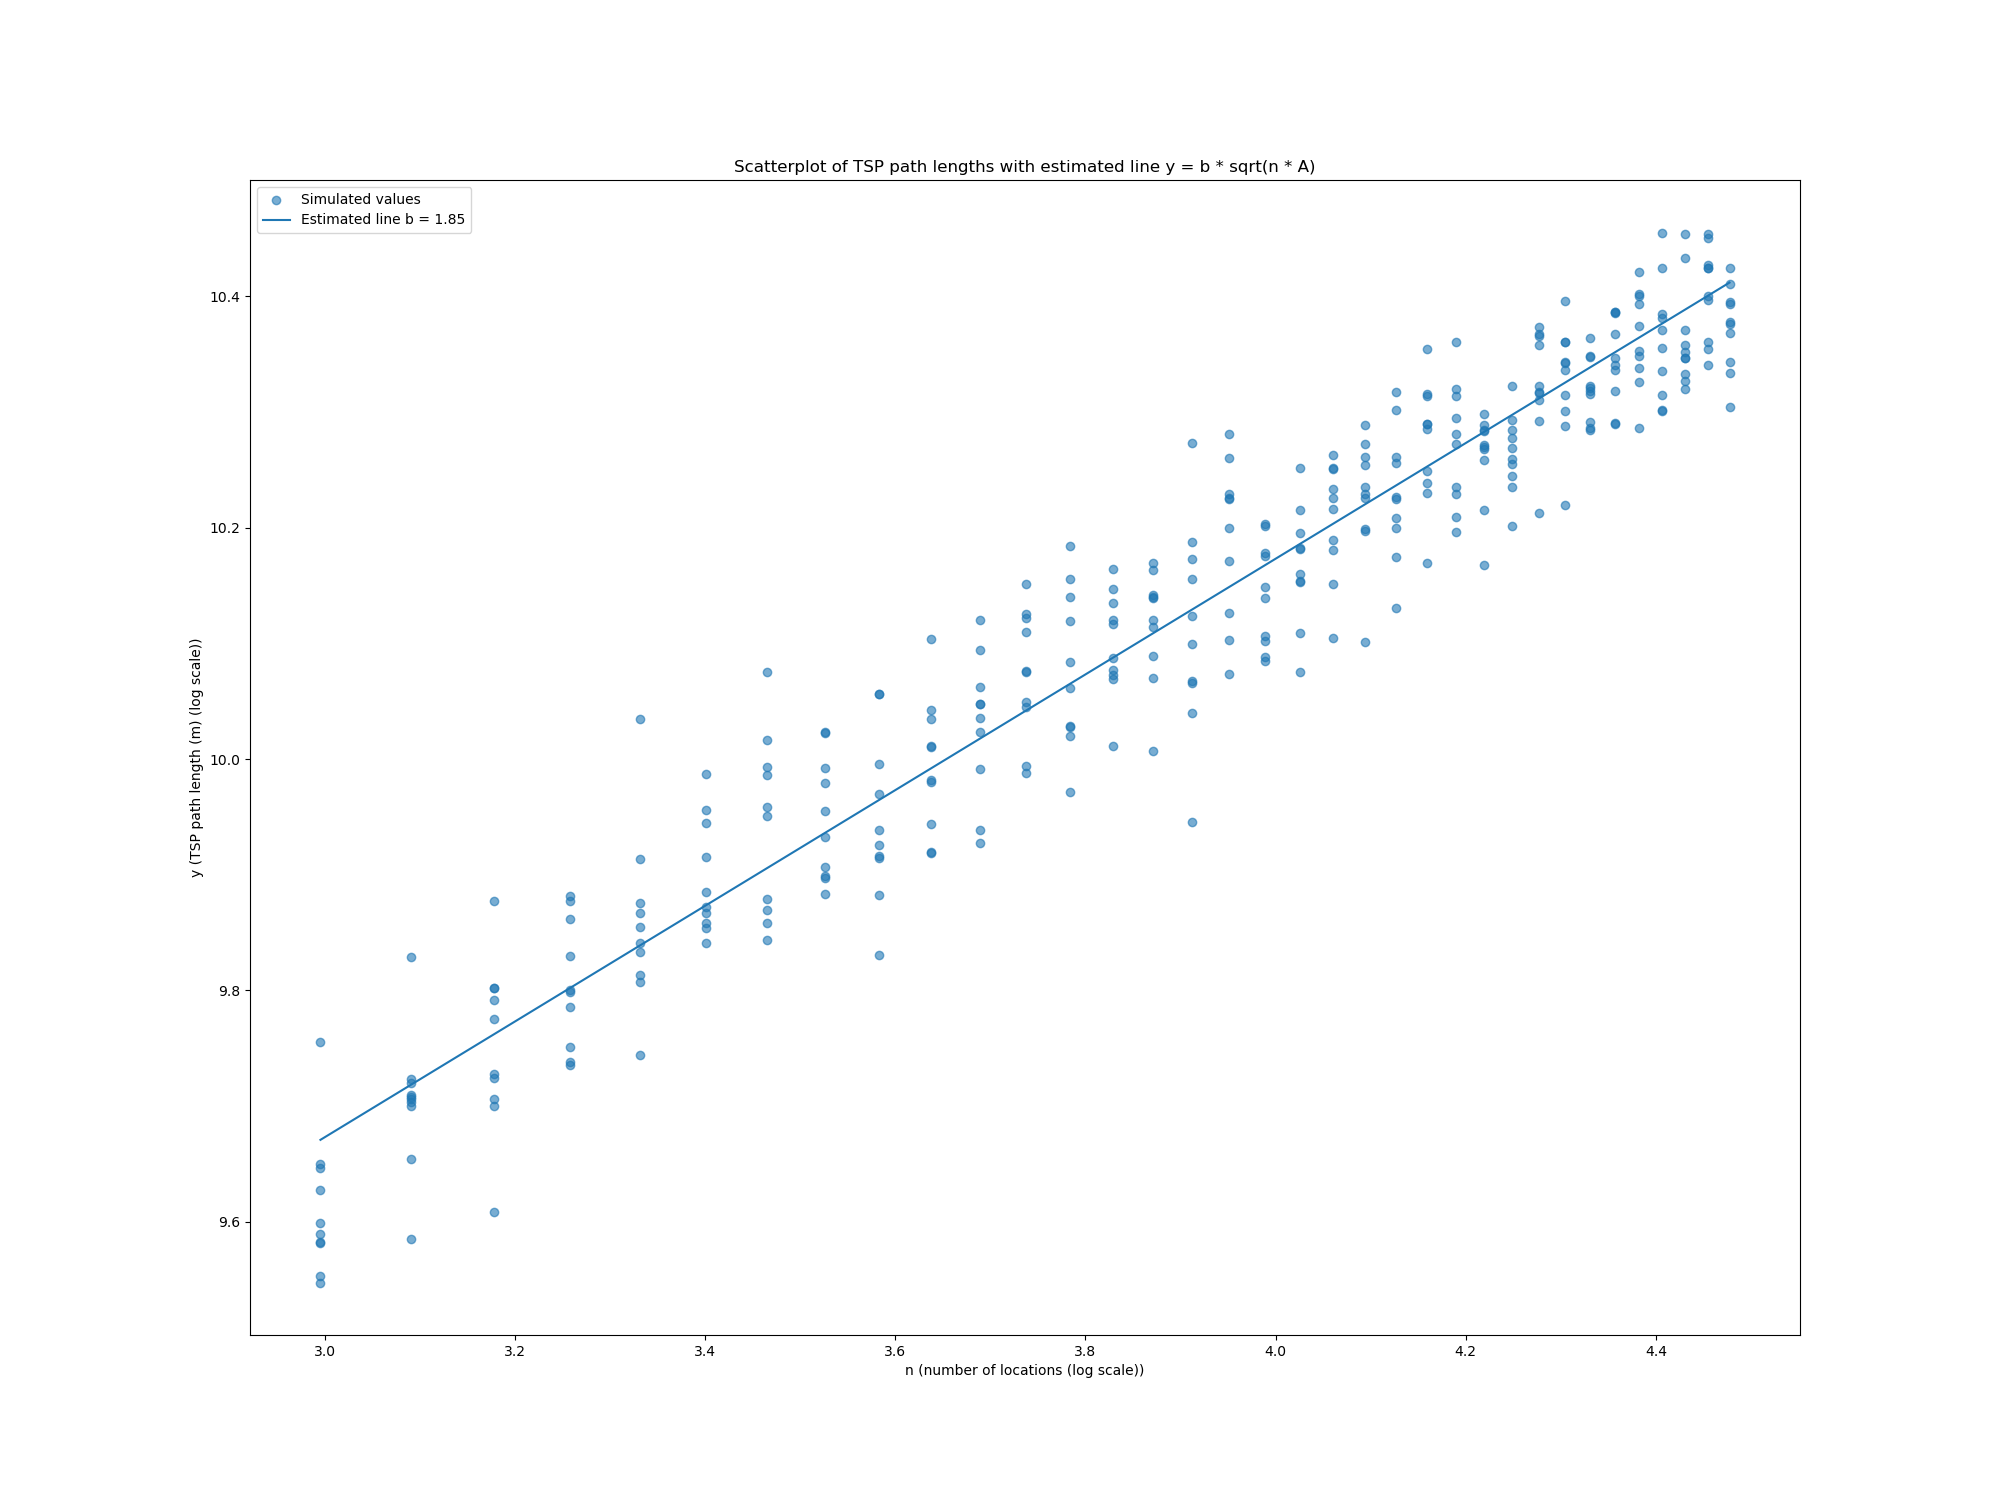 Scatterplot of TSP path lengths with estimated line y = b * sqrt(n * A)
Simulated values
Estimated line b = 1.85
10.4
10.2
10.0
9.8
9.6
y (TSP path length (m) (log scale))
3.0 3.2 3.4 3.6 3.8 4.0 4.2 4.4
n (number of locations (log scale))